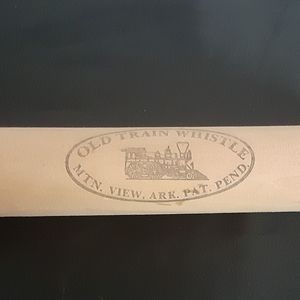 OLD TRAIN WHISTLE
MTN. VIEW, ARK. PAT. PEND.